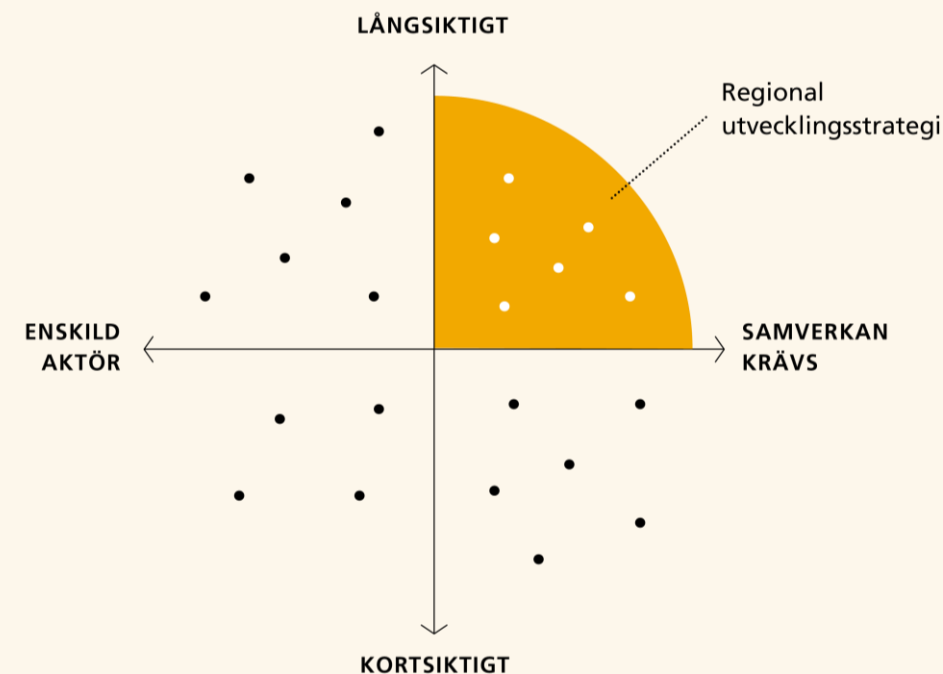 LÅNGSIKTIGT
Regional
utvecklingsstrategi
ENSKILD
AKTÖR
SAMVERKAN
KRÄVS
KORTSIKTIGT